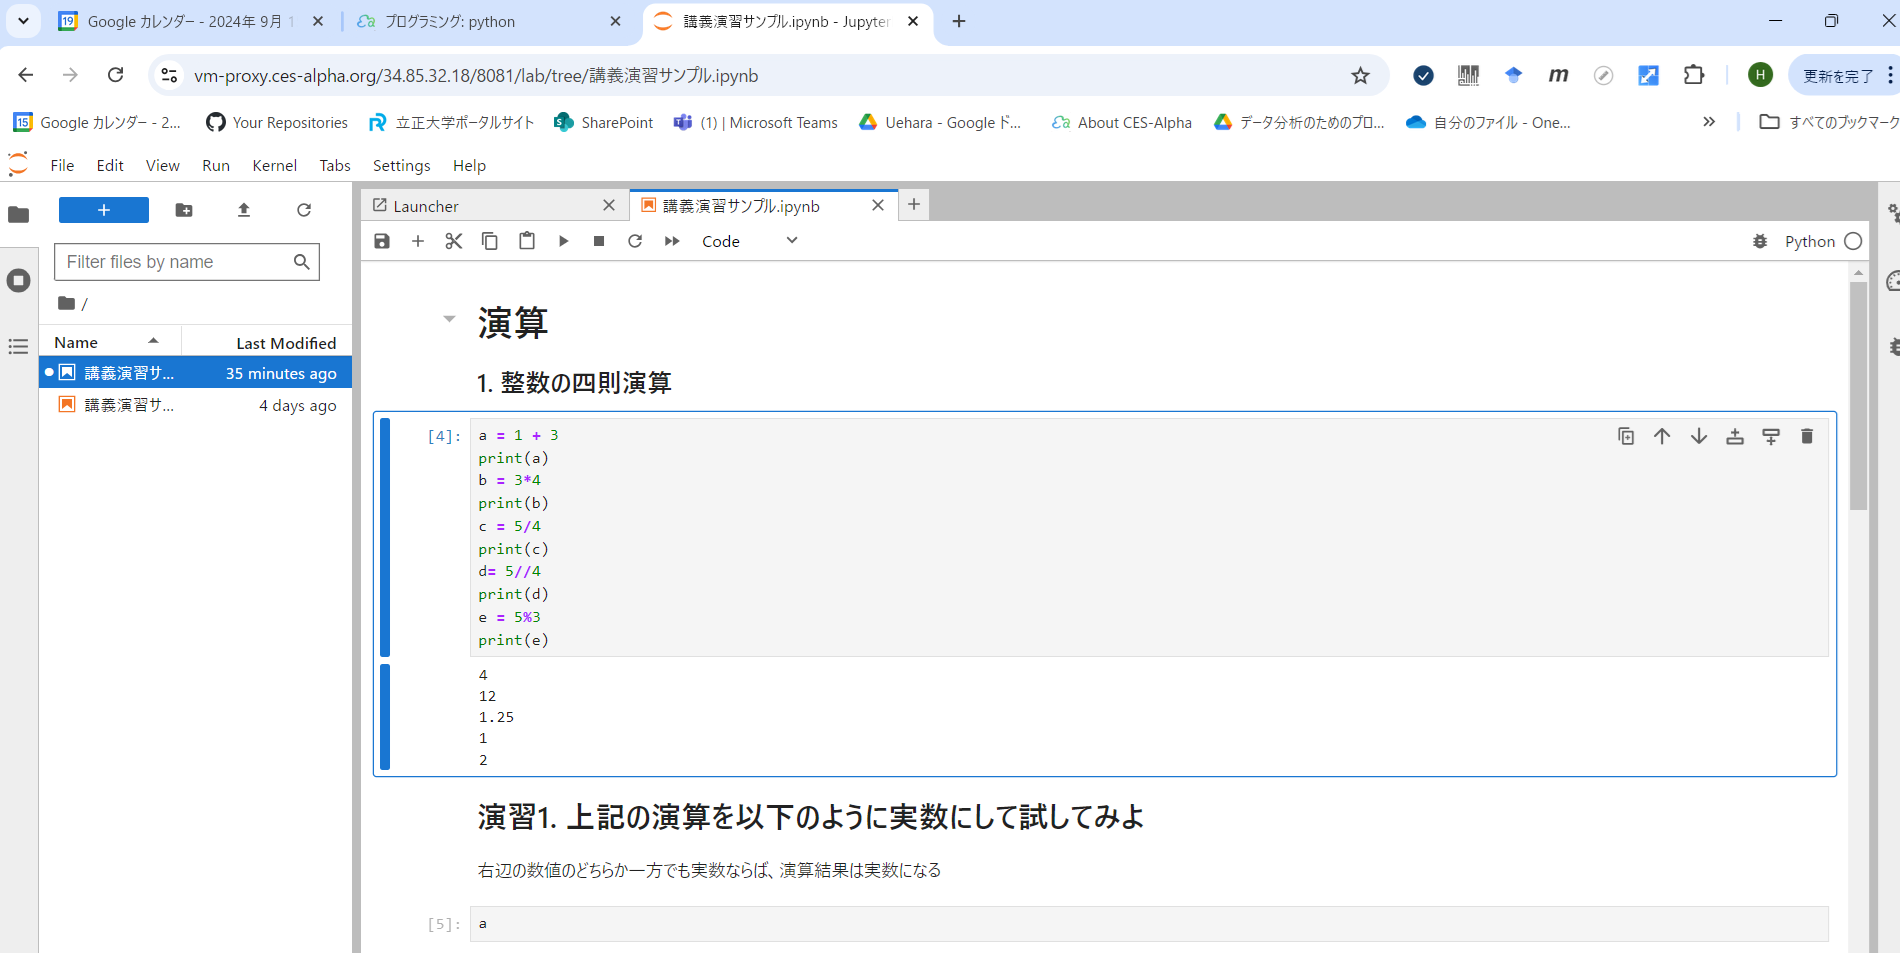 Google カレンダー - 2024年 9月 1
プログラミング: python
講義演習サンプル.ipynb - Jupyter
vm-proxy.ces-alpha.org/34.85.32.18/8081/lab/tree/講義演習サンプル.ipynb
m
H
更新を完了
Google カレンダー - 2...
Your Repositories
立正大学ポータルサイト
SharePoint
(1) | Microsoft Teams
Uehara - Google ド...
About CES-Alpha
データ分析のためのプロ...
自分のファイル - One...
»
すべてのブックマーク
File Edit View Run Kernel Tabs Settings Help
Launcher
講義演習サンプル.ipynb
Code
Python
Filter files by name
/
Name Last Modified
講義演習サ... 35 minutes ago
講義演習サ... 4 days ago
演算
1. 整数の四則演算
[4]: a = 1 + 3
print(a)
b = 3*4
print(b)
c = 5/4
print(c)
d= 5//4
print(d)
e = 5%3
print(e)
4
12
1.25
1
2
演習1. 上記の演算を以下のように実数にして試してみよ
右辺の数値のどちらか一方でも実数ならば、演算結果は実数になる
[5]: a